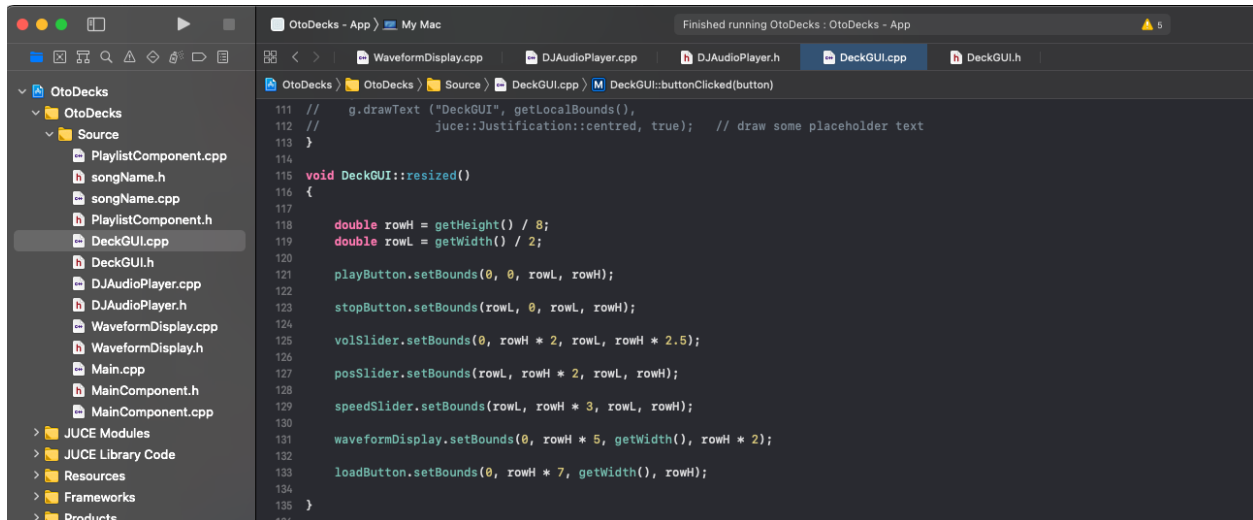 OtoDecks - App 〉 My Mac
Finished running OtoDecks : OtoDecks - App
5
WaveformDisplay.cpp
DJAudioPlayer.cpp
DJAudioPlayer.h
DeckGUI.cpp
DeckGUI.h
OtoDecks 〉 OtoDecks 〉 Source 〉 DeckGUI.cpp 〉 M DeckGUI::buttonClicked(button)
OtoDecks
OtoDecks
Source
PlaylistComponent.cpp
songName.h
songName.cpp
PlaylistComponent.h
DeckGUI.cpp
DeckGUI.h
DJAudioPlayer.cpp
DJAudioPlayer.h
WaveformDisplay.cpp
WaveformDisplay.h
Main.cpp
MainComponent.h
MainComponent.cpp
JUCE Modules
JUCE Library Code
Resources
Frameworks
Products
111 //    g.drawText ("DeckGUI", getLocalBounds(),
112 //                juce::Justification::centred, true);   // draw some placeholder text
113 }
114
115 void DeckGUI::resized()
116 {
117
118     double rowH = getHeight() / 8;
119     double rowL = getWidth() / 2;
120
121     playButton.setBounds(0, 0, rowL, rowH);
122
123     stopButton.setBounds(rowL, 0, rowL, rowH);
124
125     volSlider.setBounds(0, rowH * 2, rowL, rowH * 2.5);
126
127     posSlider.setBounds(rowL, rowH * 2, rowL, rowH);
128
129     speedSlider.setBounds(rowL, rowH * 3, rowL, rowH);
130
131     waveformDisplay.setBounds(0, rowH * 5, getWidth(), rowH * 2);
132
133     loadButton.setBounds(0, rowH * 7, getWidth(), rowH);
134
135 }